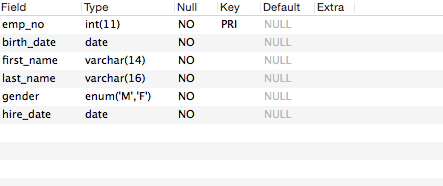 Field Type Null Key Default Extra
emp_no int(11) NO PRI NULL
birth_date date NO NULL
first_name varchar(14) NO NULL
last_name varchar(16) NO NULL
gender enum('M','F') NO NULL
hire_date date NO NULL